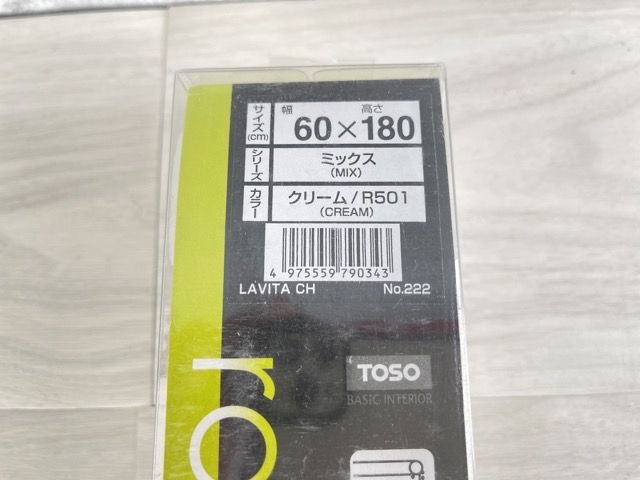 サイズ(cm)
幅 高さ
60×180
シリーズ
ミックス
(MIX)
カラー
クリーム/R501
(CREAM)
4 975559 790343
LAVITA CH No.222
ro
TOSO
BASIC INTERIOR